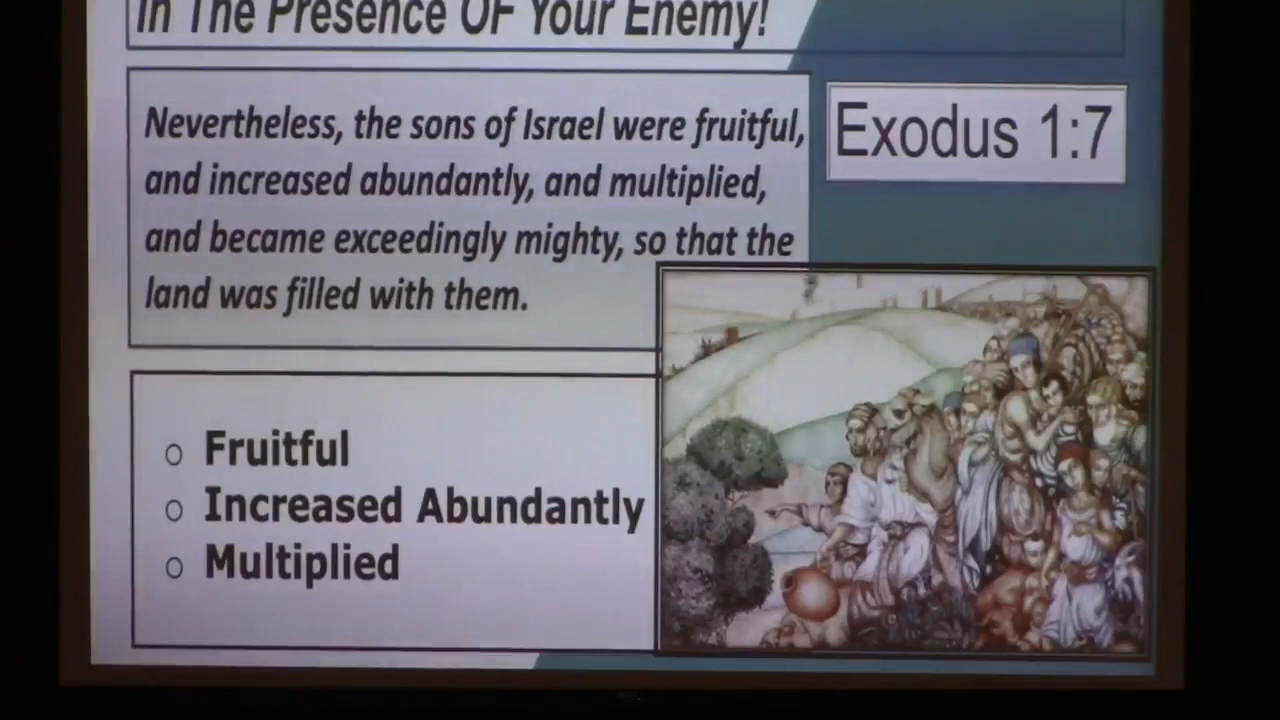 In The Presence OF Your Enemy!
Nevertheless, the sons of Israel were fruitful,
and increased abundantly, and multiplied,
and became exceedingly mighty, so that the
land was filled with them.
Exodus 1:7
o Fruitful
o Increased Abundantly
o Multiplied